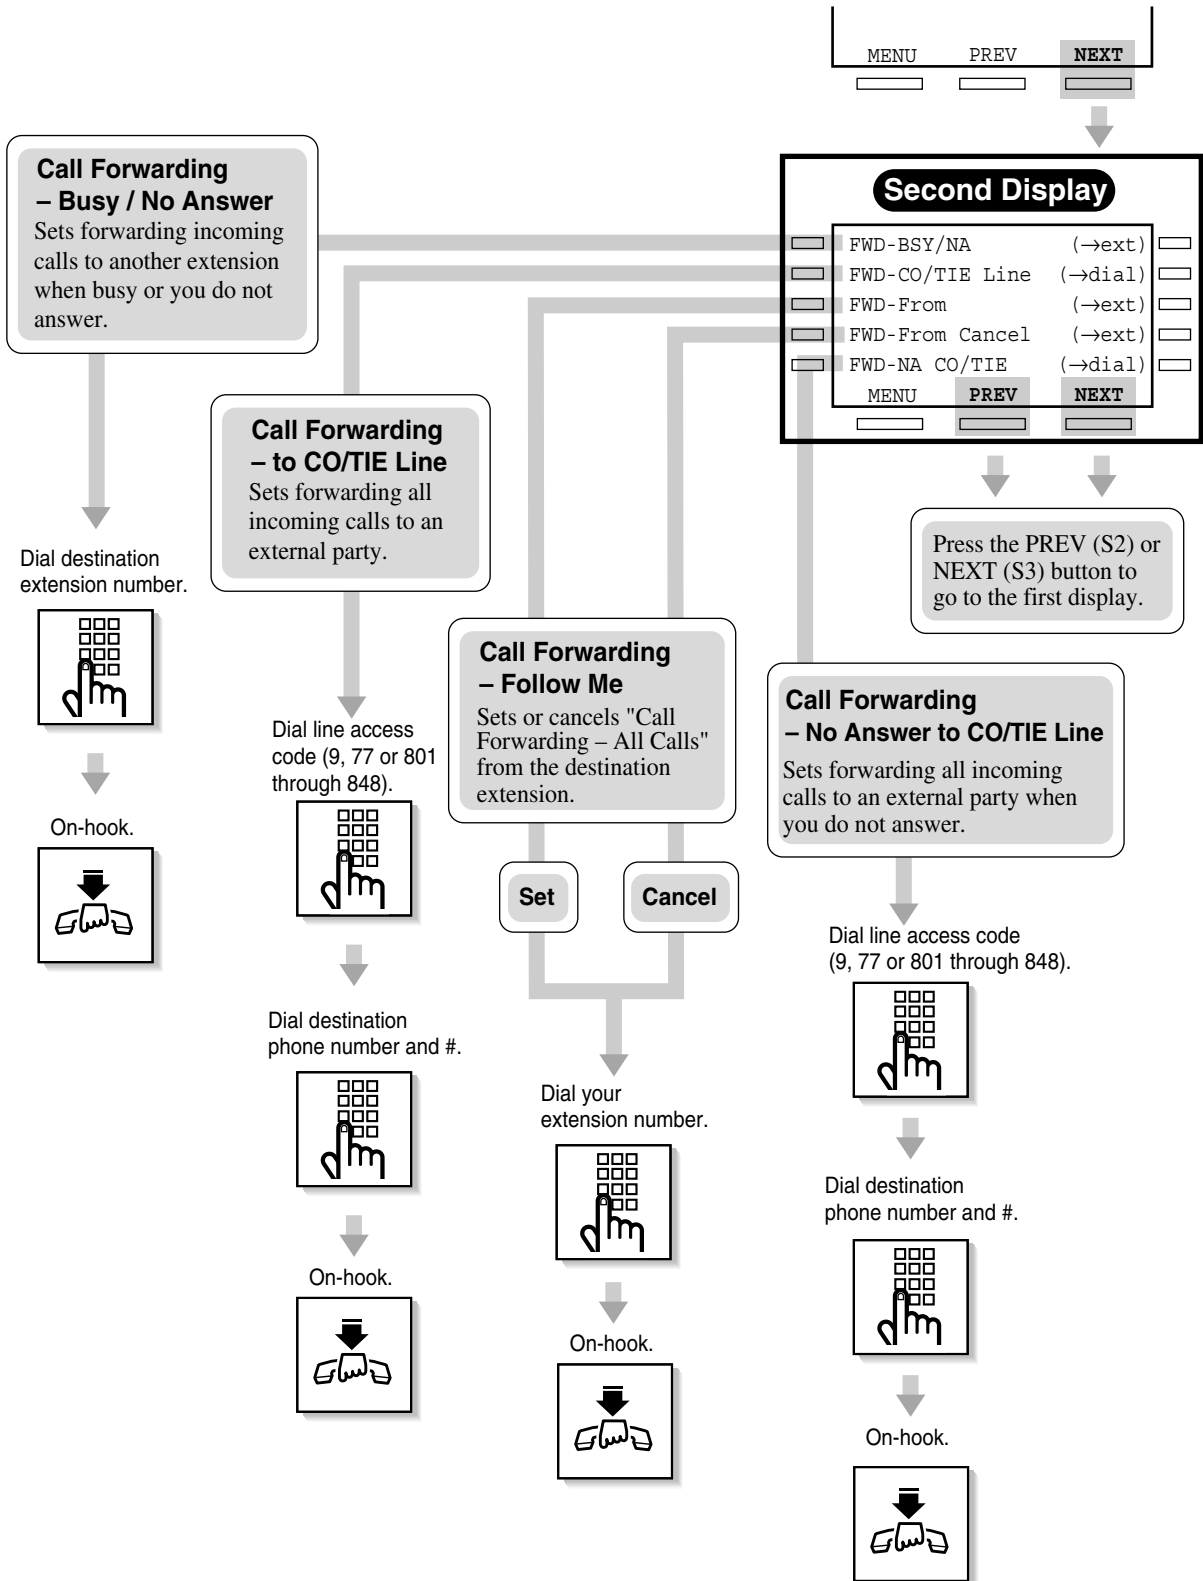 MENU PREV NEXT
Second Display
FWD-BSY/NA (→ext)
FWD-CO/TIE Line (→dial)
FWD-From (→ext)
FWD-From Cancel (→ext)
FWD-NA CO/TIE (→dial)
MENU PREV NEXT
Press the PREV (S2) or
NEXT (S3) button to
go to the first display.
Call Forwarding
– Busy / No Answer
Sets forwarding incoming
calls to another extension
when busy or you do not
answer.
Dial destination
extension number.
On-hook.
Call Forwarding
– to CO/TIE Line
Sets forwarding all
incoming calls to an
external party.
Dial line access
code (9, 77 or 801
through 848).
Dial destination
phone number and #.
On-hook.
Call Forwarding
– Follow Me
Sets or cancels "Call
Forwarding – All Calls"
from the destination
extension.
Set
Cancel
Dial your
extension number.
On-hook.
Call Forwarding
– No Answer to CO/TIE Line
Sets forwarding all incoming
calls to an external party when
you do not answer.
Dial line access code
(9, 77 or 801 through 848).
Dial destination
phone number and #.
On-hook.